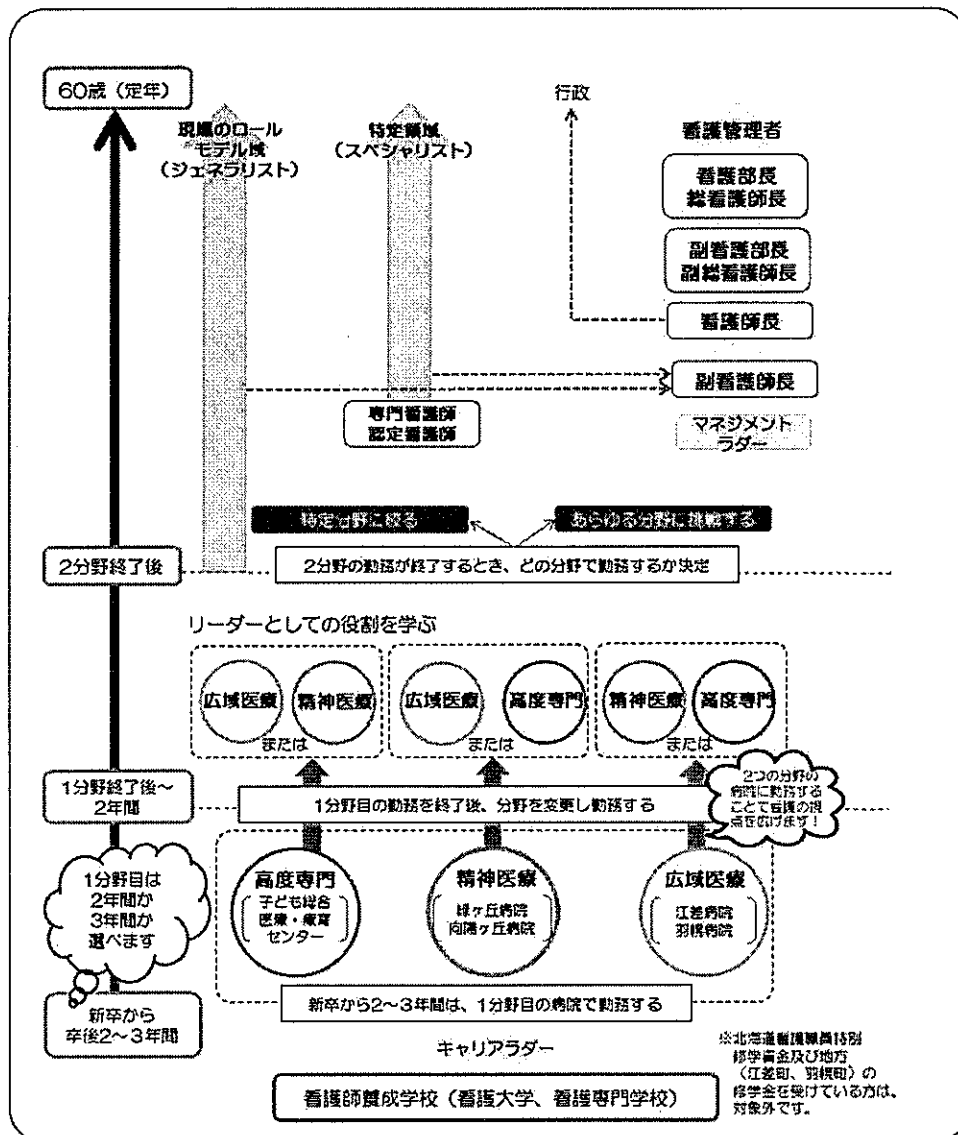 60歳（定年）
現場のロール
モデル域
（ジェネラリスト）
特定領域
（スペシャリスト）
行政
看護管理者
看護部長
総看護師長
副看護部長
副総看護師長
看護師長
副看護師長
専門看護師
認定看護師
マネジメント
ラダー
特定分野に絞る
あらゆる分野に挑戦する
2分野終了後
2分野の勤務が終了するとき、どの分野で勤務するか決定
リーダーとしての役割を学ぶ
広域医療
精神医療
または
広域医療
高度専門
または
精神医療
高度専門
または
1分野終了後～
2年間
1分野目の勤務を終了後、分野を変更し勤務する
2つの分野の
病院に勤務する
ことで看護の視
点を広げます！
1分野目は
2年間か
3年間か
選べます
高度専門
子ども総合
医療・療育
センター
精神医療
緑ヶ丘病院
向陽ヶ丘病院
広域医療
江差病院
羽幌病院
新卒から
卒後2～3年間
新卒から2～3年間は、1分野目の病院で勤務する
キャリアラダー
看護師養成学校（看護大学、看護専門学校）
※北海道看護職員特別
修学資金及び地方
（江差町、羽幌町）の
修学金を受けている方は、
対象外です。